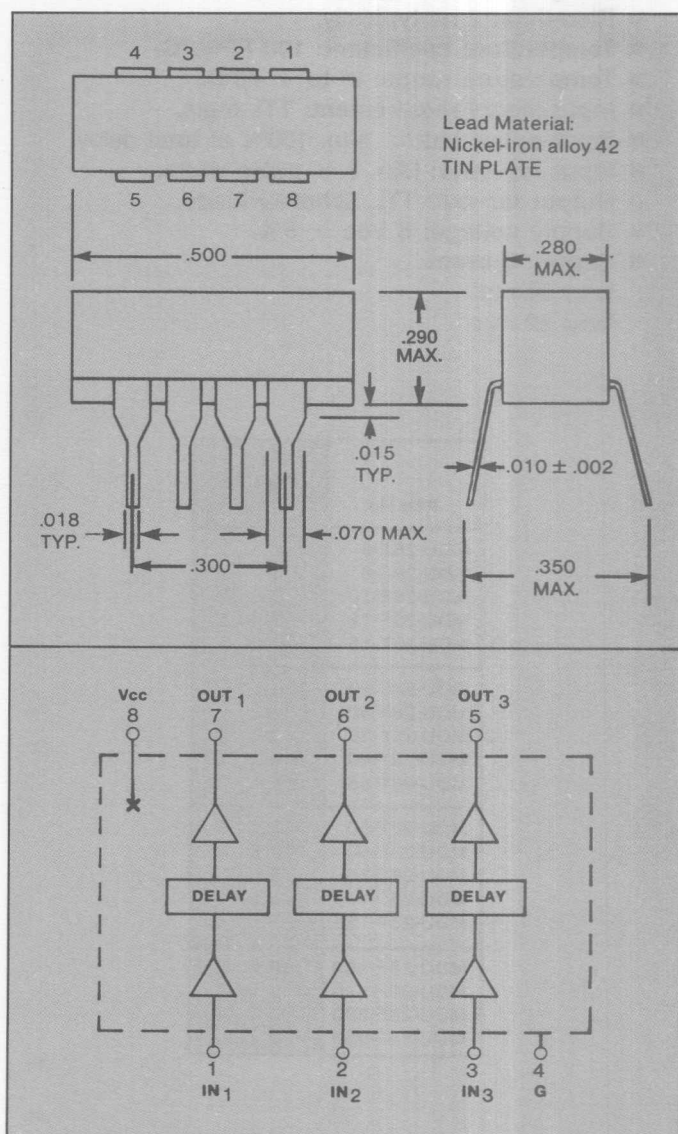 4 3 2 1
5 6 7 8
Lead Material:
Nickel-iron alloy 42
TIN PLATE
.500
.280
MAX.
.290
MAX.
.015
TYP.
.010 ± .002
.018
TYP.
.070 MAX.
.300
.350
MAX.
Vcc OUT 1 OUT 2 OUT 3
8 7 6 5
DELAY DELAY DELAY
1 2 3 4
IN1 IN2 IN3 G